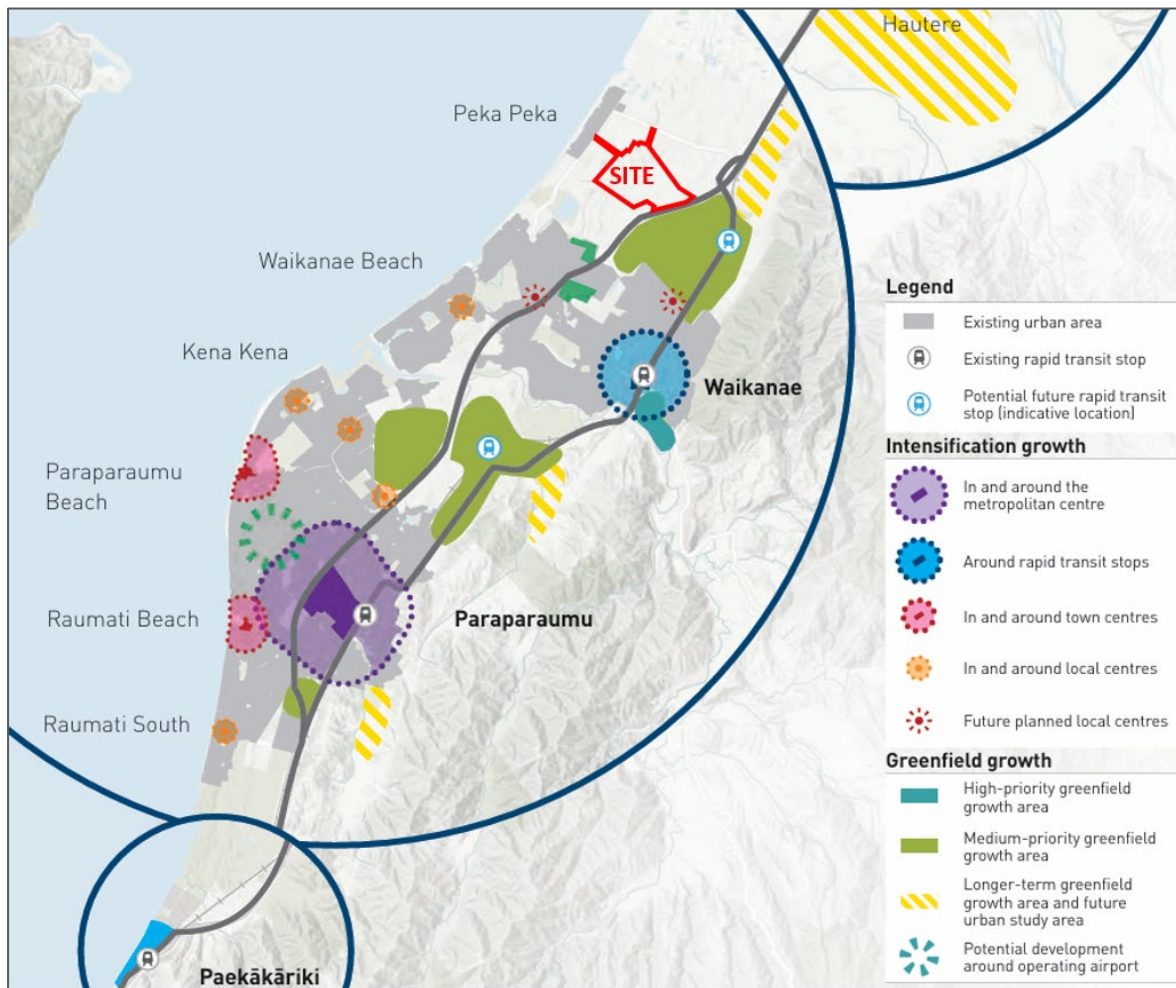 Hautere
Peka Peka
SITE
Waikanae Beach
Kena Kena
Waikanae
Paraparaumu
Beach
Raumati Beach
Paraparaumu
Raumati South
Paekākāriki
Legend
Existing urban area
Existing rapid transit stop
Potential future rapid transit
stop (indicative location)
Intensification growth
In and around the
metropolitan centre
Around rapid transit stops
In and around town centres
In and around local centres
Future planned local centres
Greenfield growth
High-priority greenfield
growth area
Medium-priority greenfield
growth area
Longer-term greenfield
growth area and future
urban study area
Potential development
around operating airport